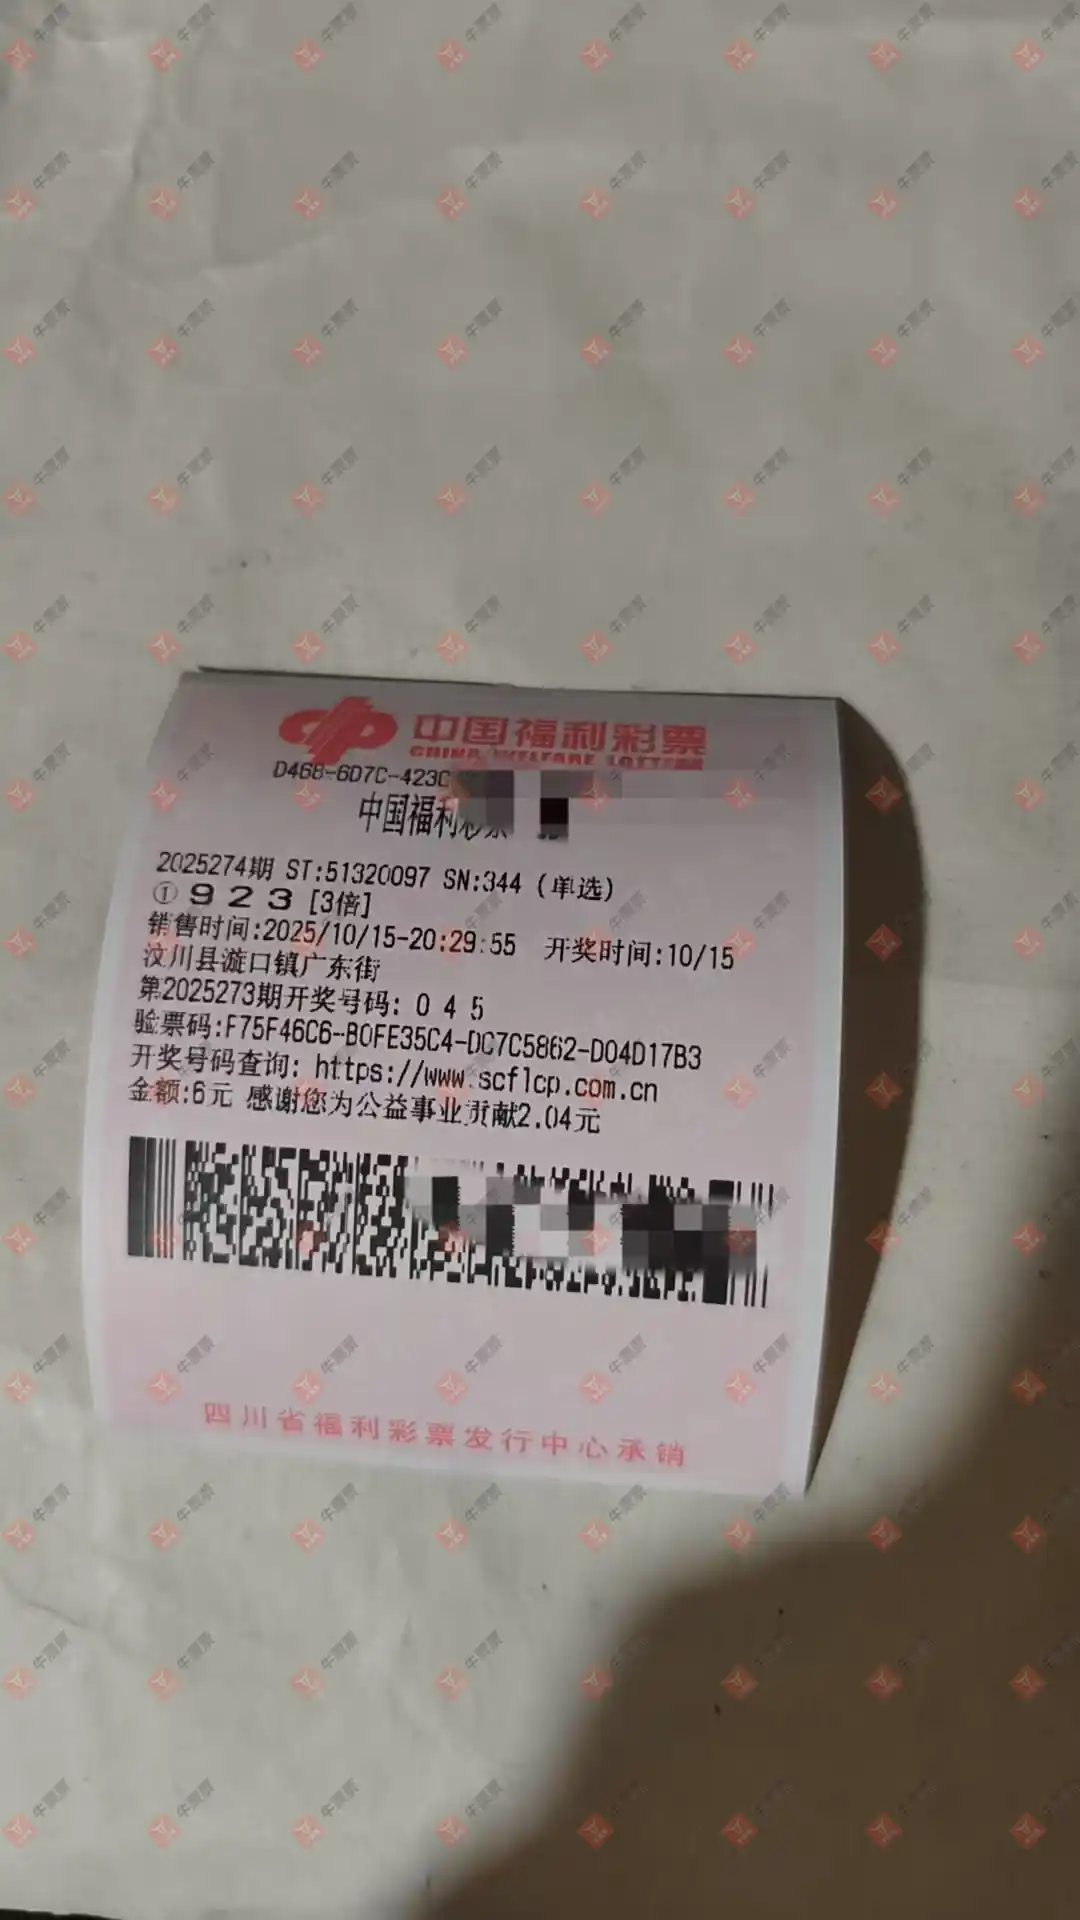 中国福利彩票
CHINA WELFARE LOTTERY
D468-6D7C-423C
中国福利彩票
2025274期 ST:51320097 SN:344 (单选)
① 9 2 3 [3倍]
销售时间:2025/10/15-20:29:55 开奖时间:10/15
汶川县漩口镇广东街
第2025273期开奖号码: 0 4 5
验票码:F75F46C6-B0FE35C4-DC7C5862-D04D17B3
开奖号码查询: https://www.scflcp.com.cn
金额:6元 感谢您为公益事业贡献2.04元
四川省福利彩票发行中心承销